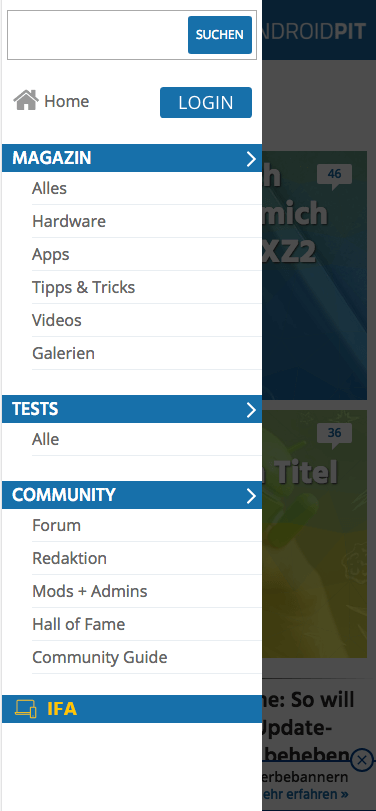 SUCHEN
NDROIDPIT
Home
LOGIN
MAGAZIN
Alles
Hardware
Apps
Tipps & Tricks
Videos
Galerien
TESTS
Alle
COMMUNITY
Forum
Redaktion
Mods + Admins
Hall of Fame
Community Guide
IFA
46
h
mich
XZ2
36
Titel
ne: So will
Update-
beheben
erbebannern
ehr erfahren »